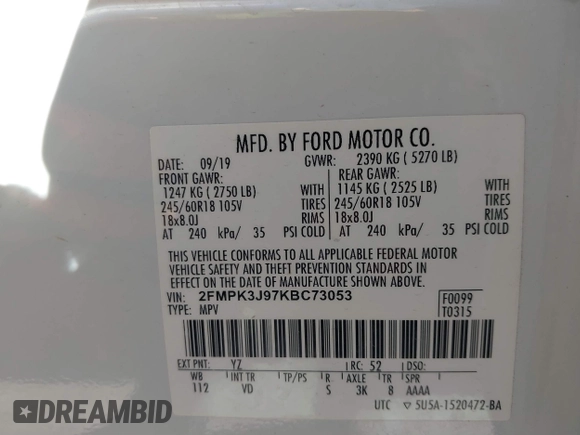 MFD. BY FORD MOTOR CO.
DATE: 09/19 GVWR: 2390 KG ( 5270 LB)
FRONT GAWR: REAR GAWR:
1247 KG ( 2750 LB) WITH 1145 KG ( 2525 LB) WITH
245/60R18 105V TIRES 245/60R18 105V TIRES
18x8.0J RIMS 18x8.0J RIMS
AT 240 kPa/ 35 PSI COLD AT 240 kPa/ 35 PSI COLD
THIS VEHICLE CONFORMS TO ALL APPLICABLE FEDERAL MOTOR
VEHICLE SAFETY AND THEFT PREVENTION STANDARDS IN
EFFECT ON THE DATE OF MANUFACTURE SHOWN ABOVE.
VIN: 2FMPK3J97KBC73053 F0099
TYPE: MPV T0315
EXT PNT: YZ RC: 52 DSO:
WB INT TR TP/PS R AXLE TR SPR
112 VD S 3K 8 AAAA
UTC ▽ 5U5A-1520472-BA
DREAMBID